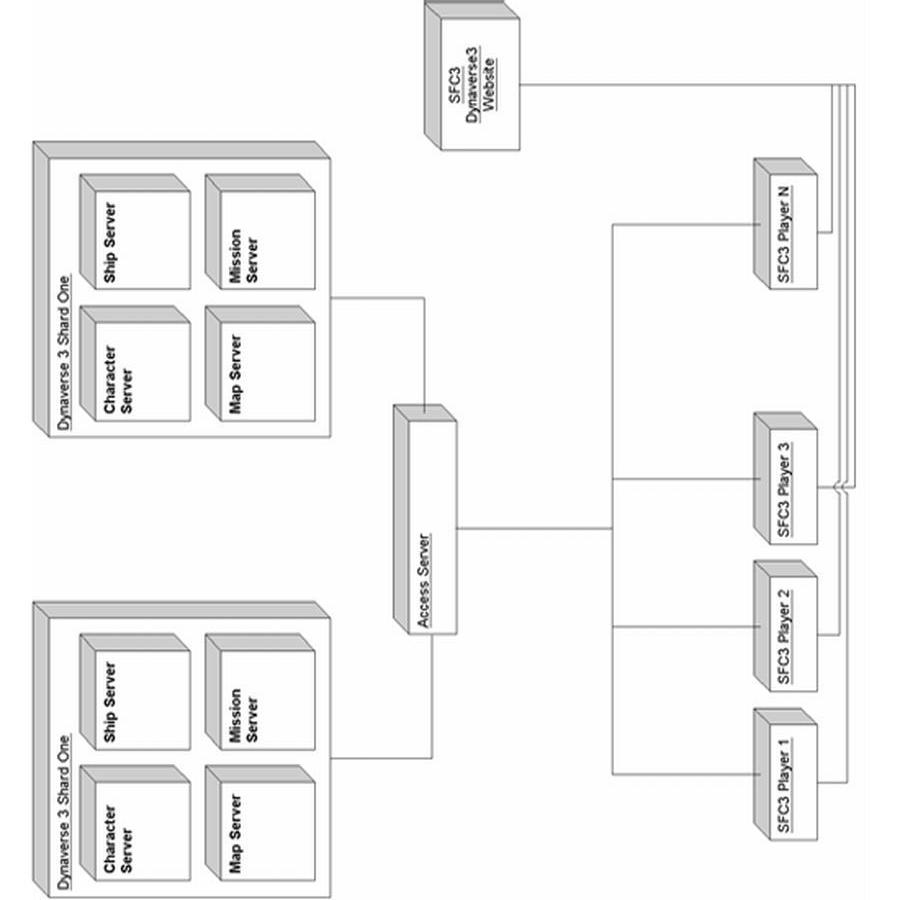 Dynaverse 3 Shard One
Character
Server
Ship Server
Map Server
Mission
Server
Dynaverse 3 Shard One
Character
Server
Ship Server
Map Server
Mission
Server
Access Server
SFC3
Dynaverse3
Website
SFC3 Player 1
SFC3 Player 2
SFC3 Player 3
SFC3 Player N